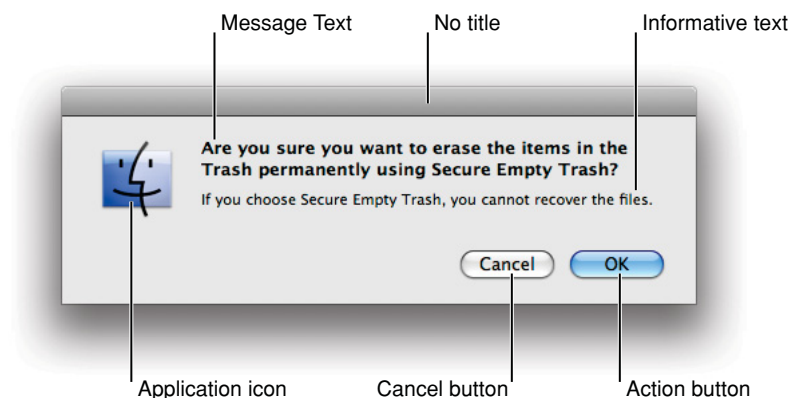 Message Text
No title
Informative text
Are you sure you want to erase the items in the
Trash permanently using Secure Empty Trash?
If you choose Secure Empty Trash, you cannot recover the files.
Cancel
OK
Application icon
Cancel button
Action button